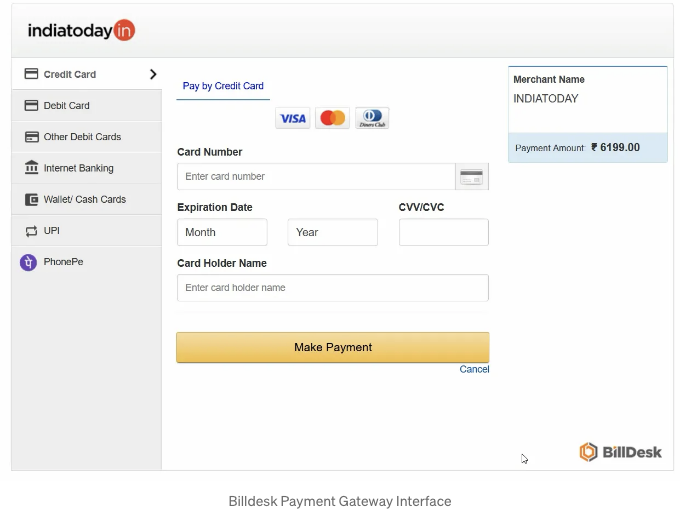 indiatoday in
Credit Card
Debit Card
Other Debit Cards
Internet Banking
Wallet/ Cash Cards
UPI
पे PhonePe
Pay by Credit Card
VISA
Diners Club
Card Number
Enter card number
Expiration Date CVV/CVC
Month Year
Card Holder Name
Enter card holder name
Make Payment
Cancel
Merchant Name
INDIATODAY
Payment Amount: ₹ 6199.00
BillDesk
Billdesk Payment Gateway Interface